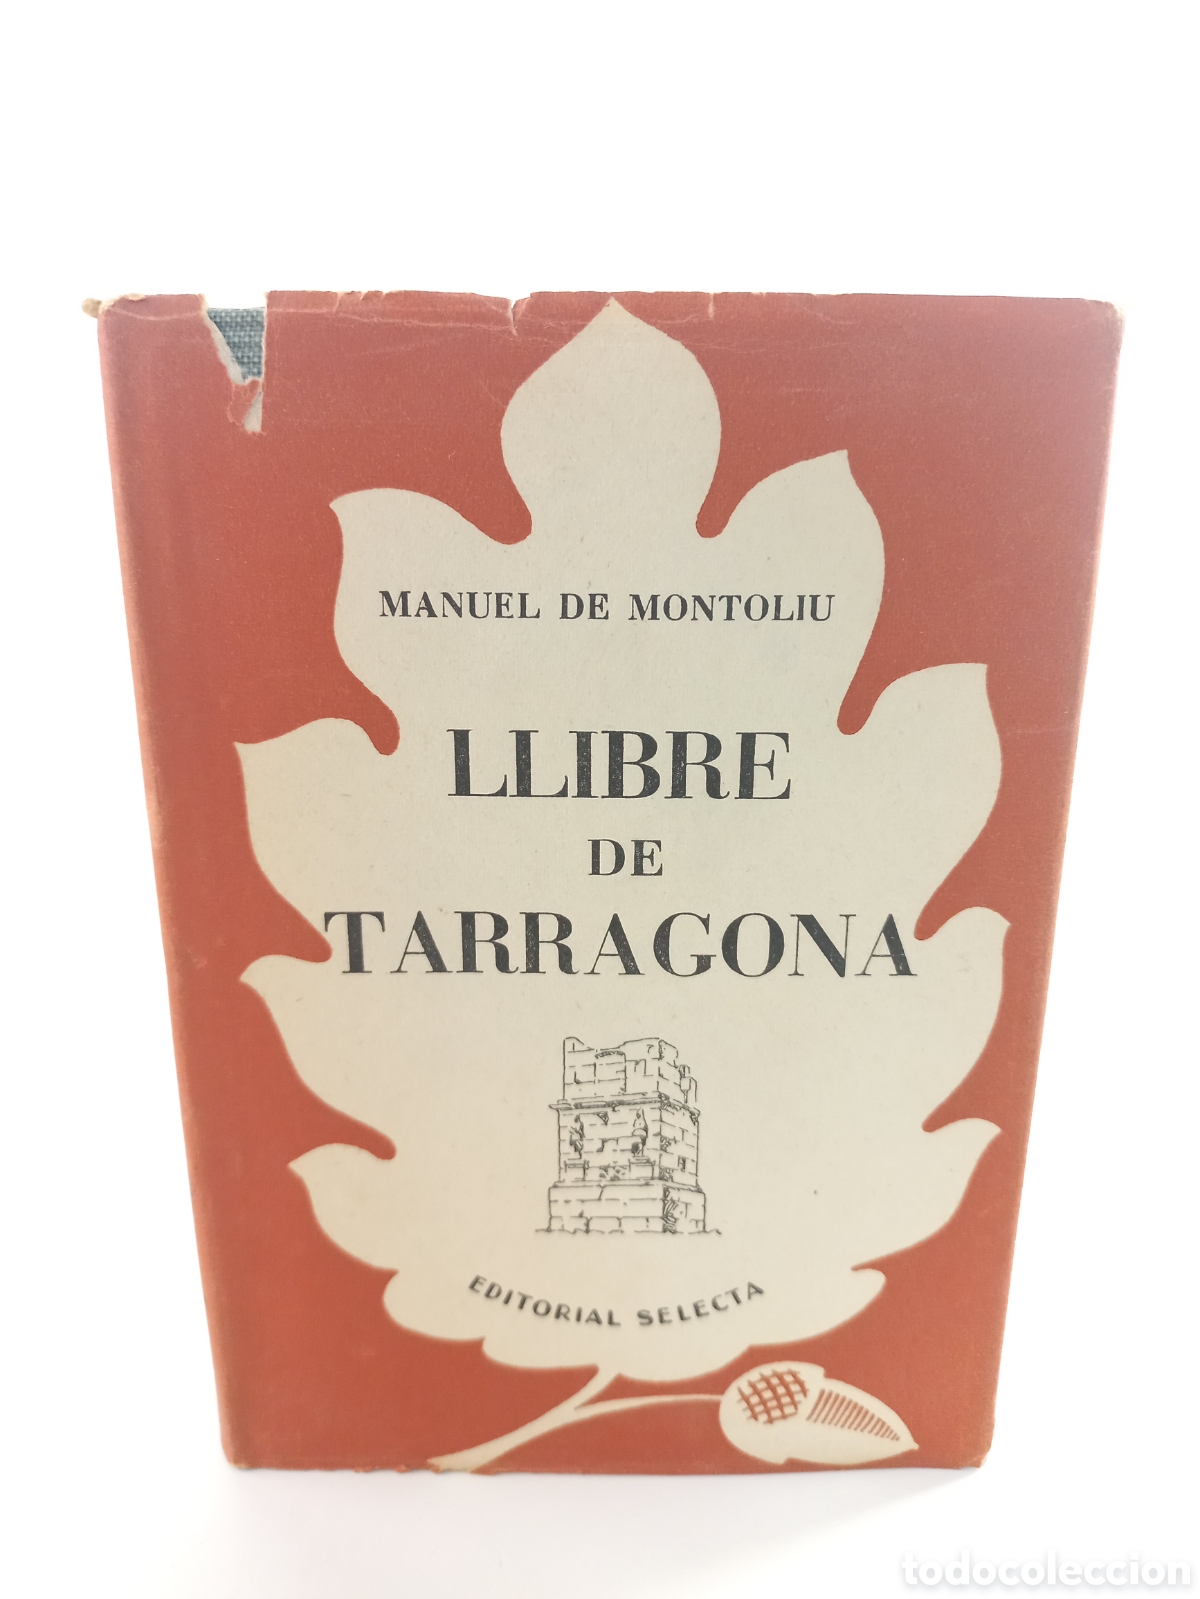 MANUEL DE MONTOLIU
LLIBRE
DE
TARRAGONA
EDITORIAL SELECTA
todocoleccion